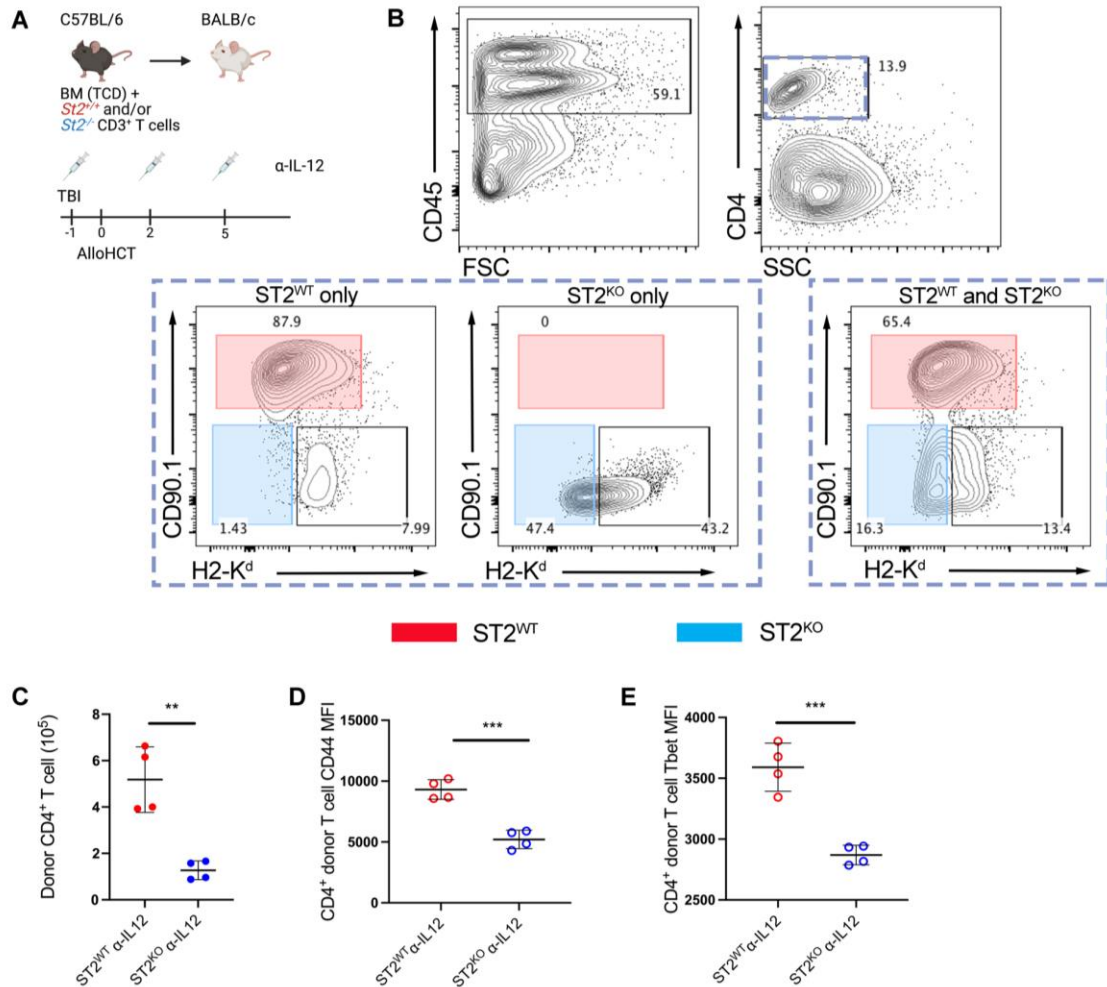 A
C57BL/6
BALB/c
BM (TCD) +
St2+/+ and/or
St2-/- CD3+ T cells
α-IL-12
TBI
-1 0 2 5
AlloHCT
B
CD45
59.1
FSC
CD4
13.9
SSC
ST2WT only
87.9
CD90.1
1.43
7.99
H2-Kd
ST2KO only
0
CD90.1
47.4
43.2
H2-Kd
ST2WT and ST2KO
65.4
CD90.1
16.3
13.4
H2-Kd
ST2WT
ST2KO
C
Donor CD4+ T cell (10⁵)
8
6
4
2
0
**
ST2WT α-IL12
ST2KO α-IL12
D
CD4+ donor T cell CD44 MFI
15000
10000
5000
0
***
ST2WT α-IL12
ST2KO α-IL12
E
CD4+ donor T cell Tbet MFI
4000
3500
3000
2500
***
ST2WT α-IL12
ST2KO α-IL12